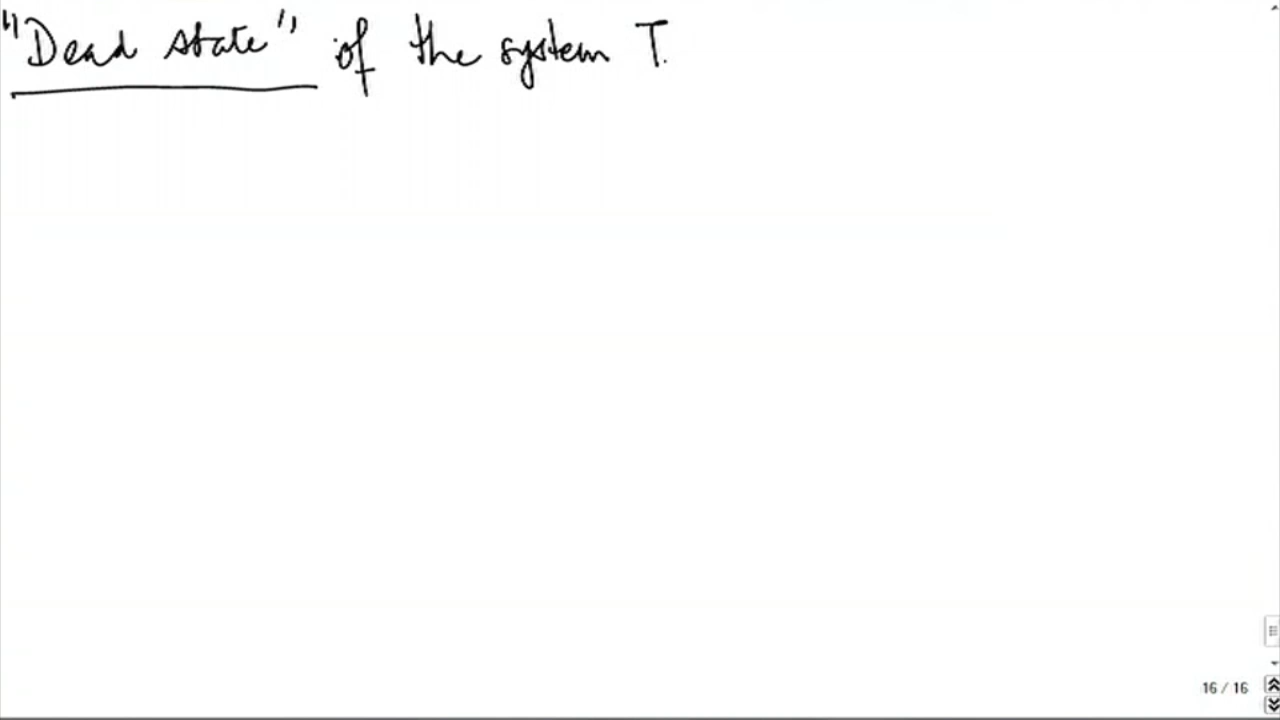 "Dead state" of the system T.
16 / 16